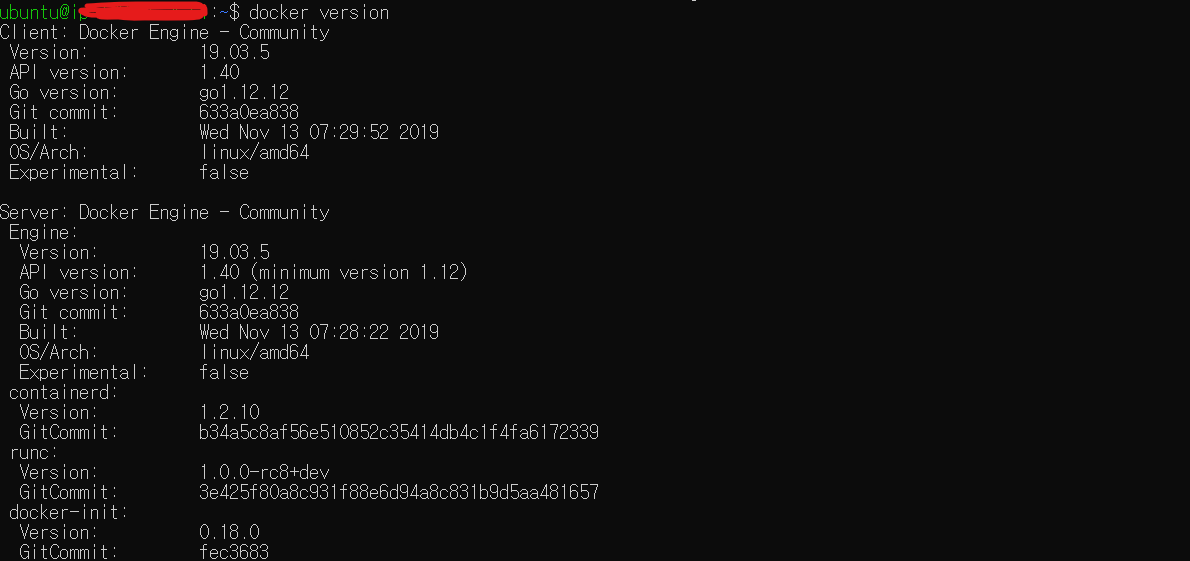 ubuntu@ip :~$ docker version
Client: Docker Engine - Community
Version: 19.03.5
API version: 1.40
Go version: go1.12.12
Git commit: 633a0ea838
Built: Wed Nov 13 07:29:52 2019
OS/Arch: linux/amd64
Experimental: false
Server: Docker Engine - Community
Engine:
Version: 19.03.5
API version: 1.40 (minimum version 1.12)
Go version: go1.12.12
Git commit: 633a0ea838
Built: Wed Nov 13 07:28:22 2019
OS/Arch: linux/amd64
Experimental: false
containerd:
Version: 1.2.10
GitCommit: b34a5c8af56e510852c35414db4c1f4fa6172339
runc:
Version: 1.0.0-rc8+dev
GitCommit: 3e425f80a8c931f88e6d94a8c831b9d5aa481657
docker-init:
Version: 0.18.0
GitCommit: fec3683